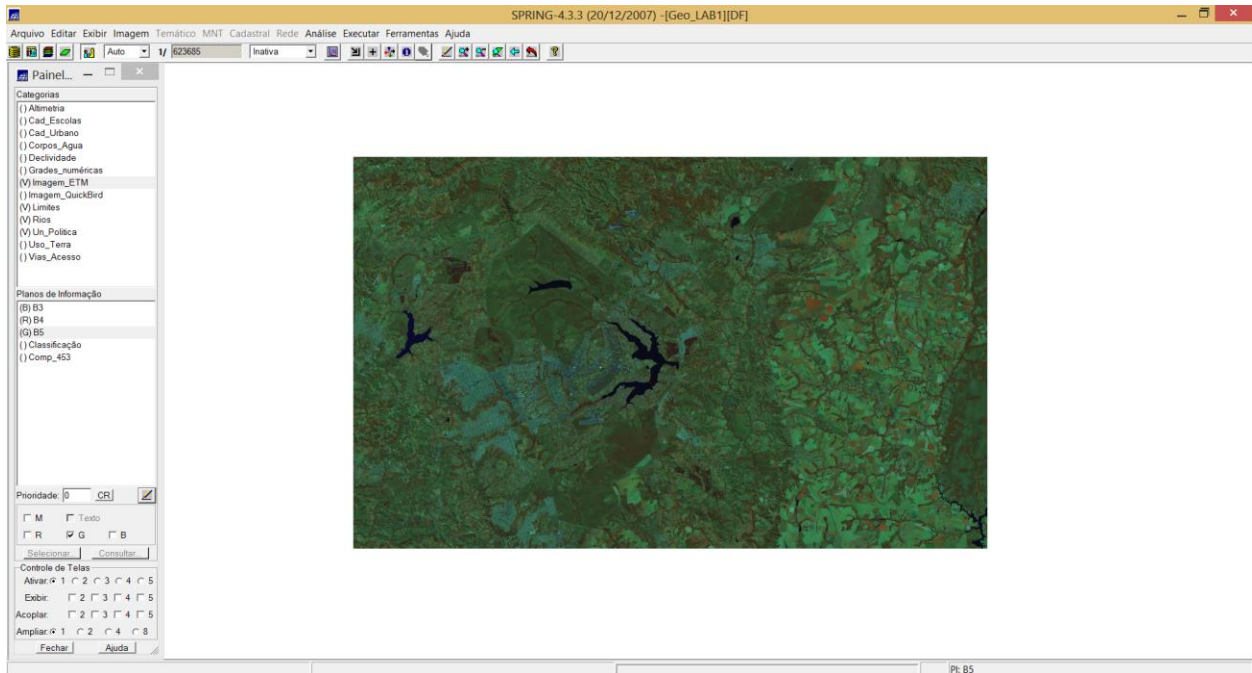 SPRING-4.3.3 (20/12/2007) -[Geo_LAB1][DF]
Arquivo Editar Exibir Imagem Temático MNT Cadastral Rede Análise Executar Ferramentas Ajuda
Auto 1/ 623685 Inativa
Painel...
Categorias
() Altimetria
() Cad_Escolas
() Cad_Urbano
() Corpos_Agua
() Declividade
() Grades_numéricas
(V) Imagem_ETM
() Imagem_QuickBird
(V) Limites
(V) Rios
(V) Un_Politica
() Uso_Terra
() Vias_Acesso
Planos de Informação
(B) B3
(R) B4
(G) B5
() Classificação
() Comp_453
Prioridade: 0 CR
M Texto
R G B
Selecionar... Consultar...
Controle de Telas
Ativar: 1 2 3 4 5
Exibir: 2 3 4 5
Acoplar: 2 3 4 5
Ampliar: 1 2 4 8
Fechar Ajuda
PI: B5